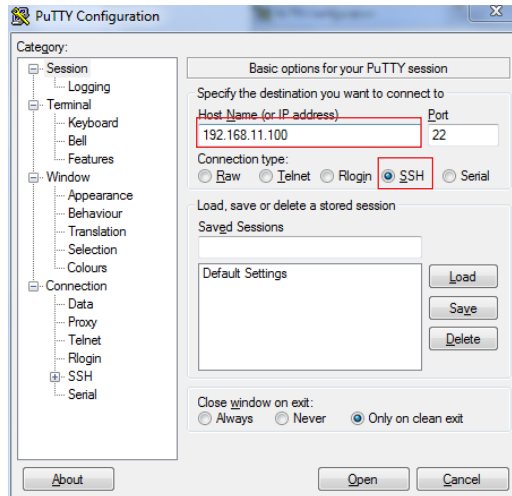 PuTTY Configuration
Category:
Session
Logging
Terminal
Keyboard
Bell
Features
Window
Appearance
Behaviour
Translation
Selection
Colours
Connection
Data
Proxy
Telnet
Rlogin
SSH
Serial
Basic options for your PuTTY session
Specify the destination you want to connect to
Host Name (or IP address) Port
192.168.11.100 22
Connection type:
Raw Telnet Rlogin SSH Serial
Load, save or delete a stored session
Saved Sessions
Default Settings
Load
Save
Delete
Close window on exit:
Always Never Only on clean exit
About Open Cancel